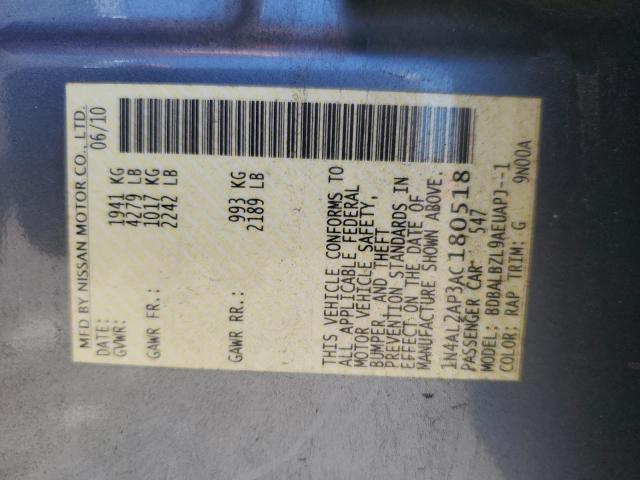 MFD BY NISSAN MOTOR CO., LTD.
DATE: 06/10
GVWR: 1941 KG
4279 LB
GAWR FR: 1017 KG
2242 LB
GAWR RR: 993 KG
2189 LB
THIS VEHICLE CONFORMS TO
ALL APPLICABLE FEDERAL
MOTOR VEHICLE SAFETY,
BUMPER, AND THEFT
PREVENTION STANDARDS IN
EFFECT ON THE DATE OF
MANUFACTURE SHOWN ABOVE.
1N4AL2AP3AC180518
PASSENGER CAR 547
MODEL: BDBALBZL9AEUAPJ--1
COLOR: RAP TRIM: G 9N00A